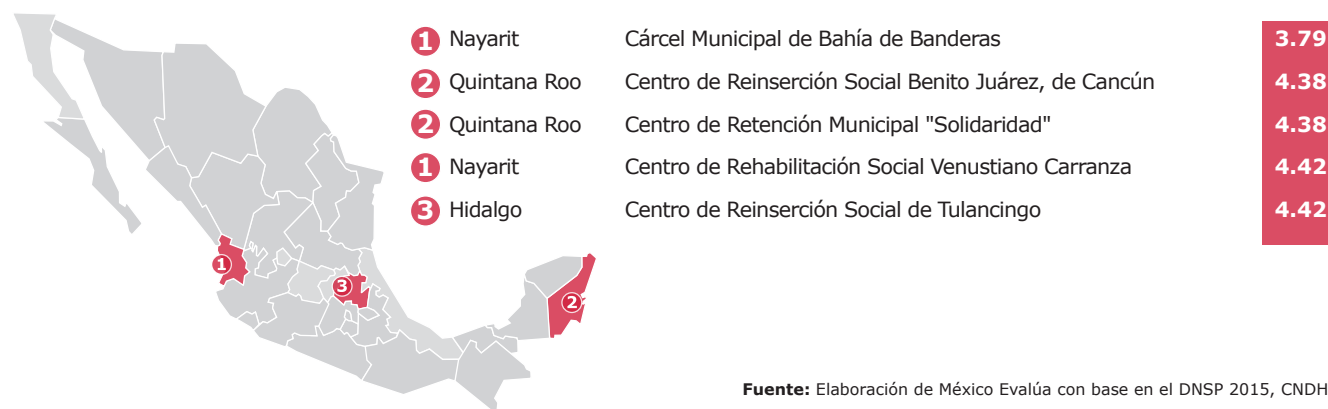 1 Nayarit Cárcel Municipal de Bahía de Banderas 3.79
2 Quintana Roo Centro de Reinserción Social Benito Juárez, de Cancún 4.38
2 Quintana Roo Centro de Retención Municipal "Solidaridad" 4.38
1 Nayarit Centro de Rehabilitación Social Venustiano Carranza 4.42
3 Hidalgo Centro de Reinserción Social de Tulancingo 4.42
1
3
2
Fuente: Elaboración de México Evalúa con base en el DNSP 2015, CNDH